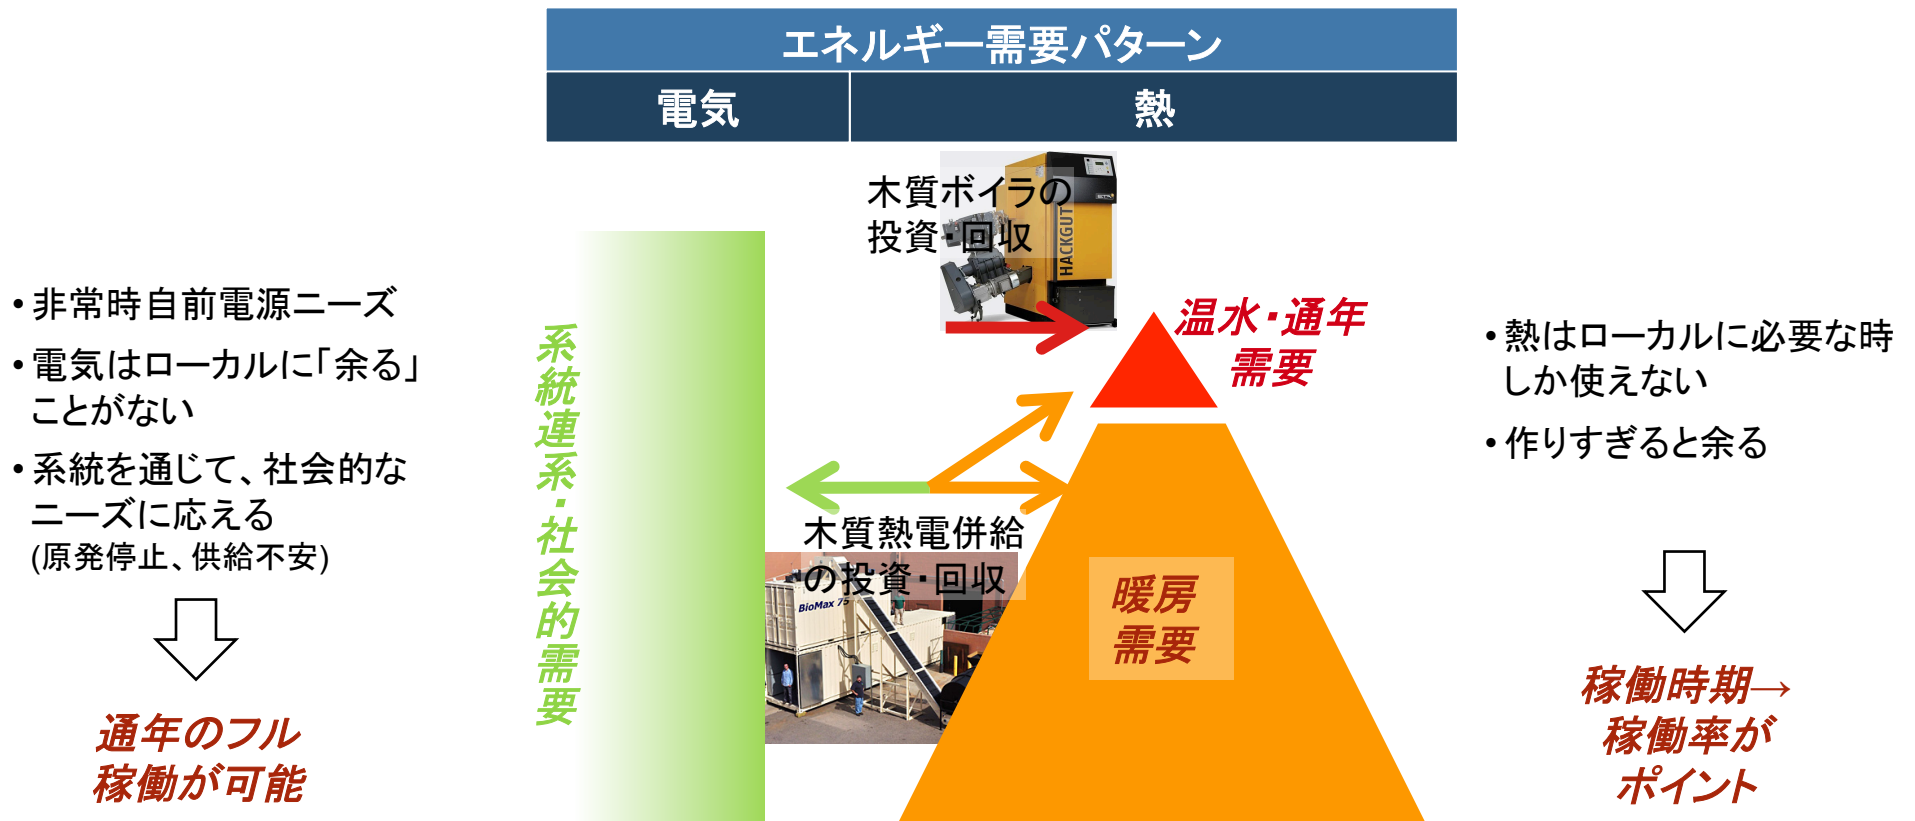 エネルギー需要パターン
電気
熱
木質ボイラの
投資・回収
HACKGUT
ETA
・非常時自前電源ニーズ
・電気はローカルに「余る」
ことがない
・系統を通じて、社会的な
ニーズに応える
(原発停止、供給不安)
通年のフル
稼働が可能
系統連系・社会的需要
温水・通年
需要
木質熱電併給
の投資・回収
BioMax 75
暖房
需要
・熱はローカルに必要な時
しか使えない
・作りすぎると余る
稼働時期→
稼働率が
ポイント